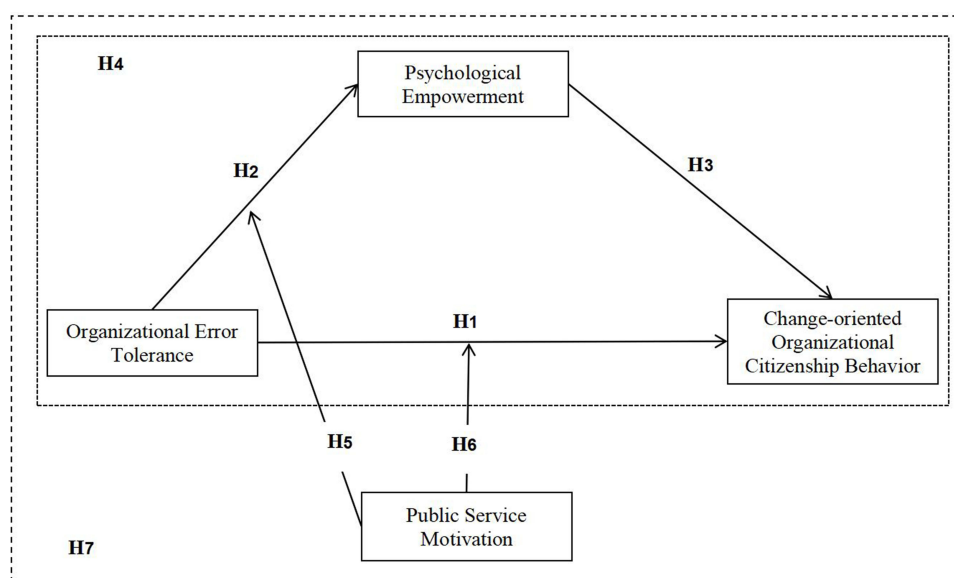 H4
Psychological
Empowerment
H2
H3
H1
Organizational Error
Tolerance
Change-oriented
Organizational
Citizenship Behavior
H5
H6
Public Service
Motivation
H7